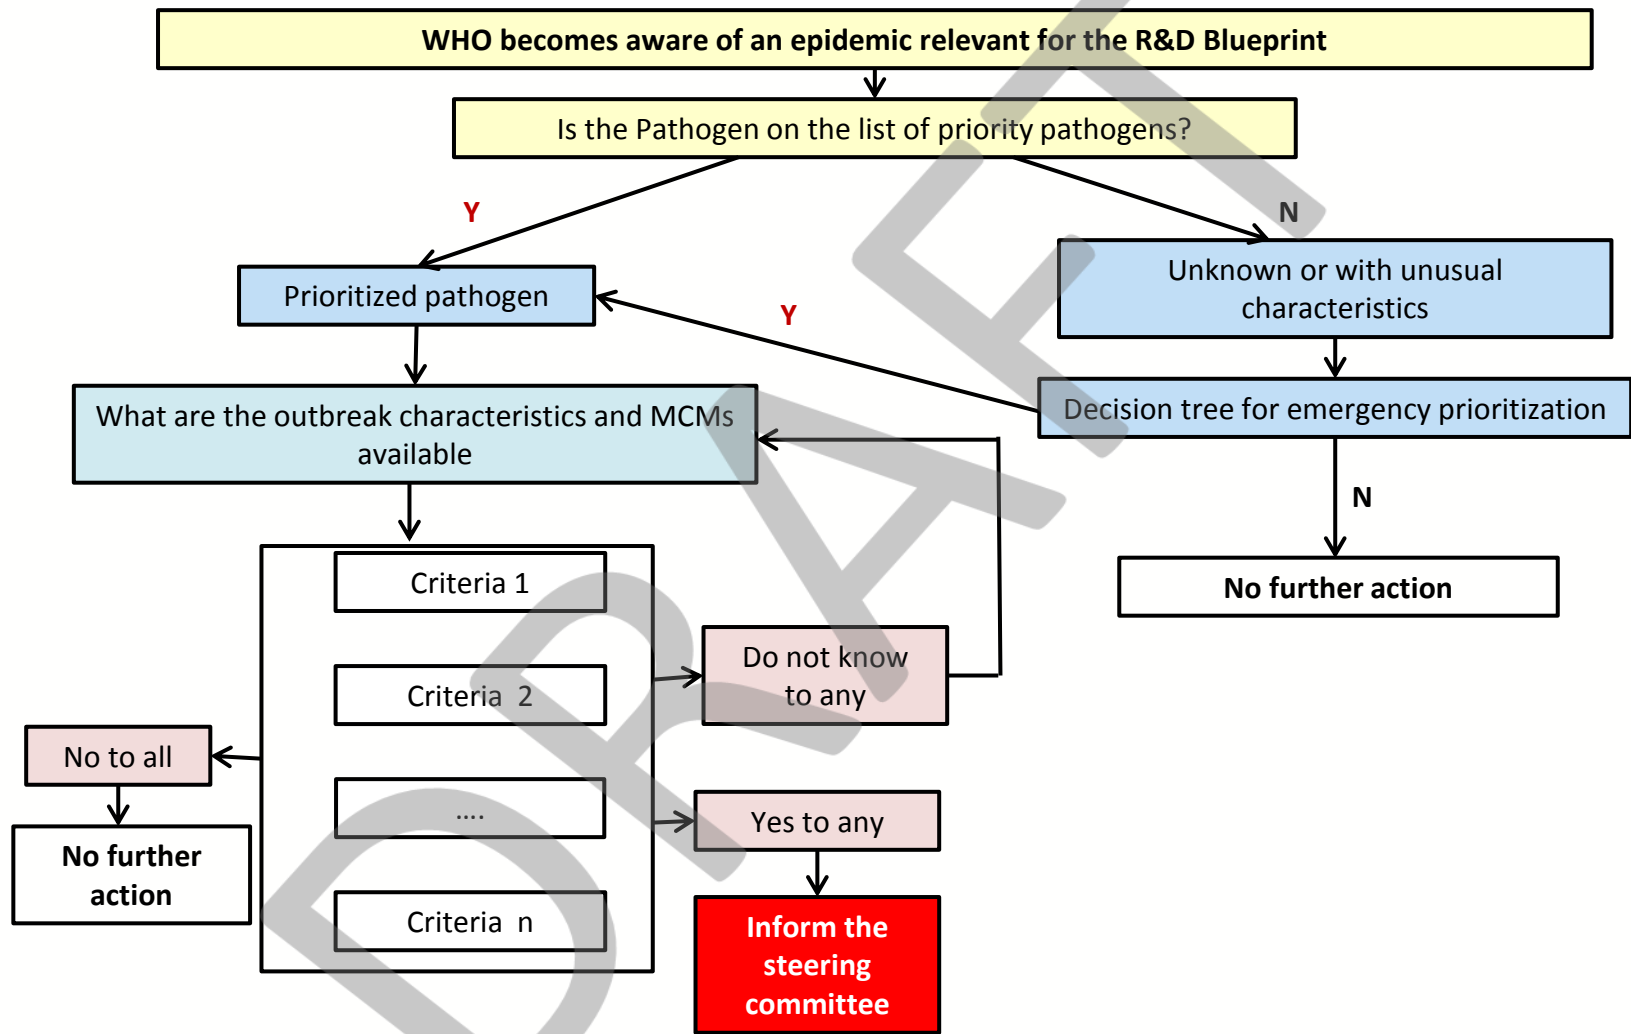 WHO becomes aware of an epidemic relevant for the R&D Blueprint
Is the Pathogen on the list of priority pathogens?
Y
N
Prioritized pathogen
Unknown or with unusual
characteristics
Y
What are the outbreak characteristics and MCMs
available
Decision tree for emergency prioritization
N
No further action
Criteria 1
Criteria 2
....
Criteria n
Do not know
to any
No to all
No further
action
Yes to any
Inform the
steering
committee
DRAFT